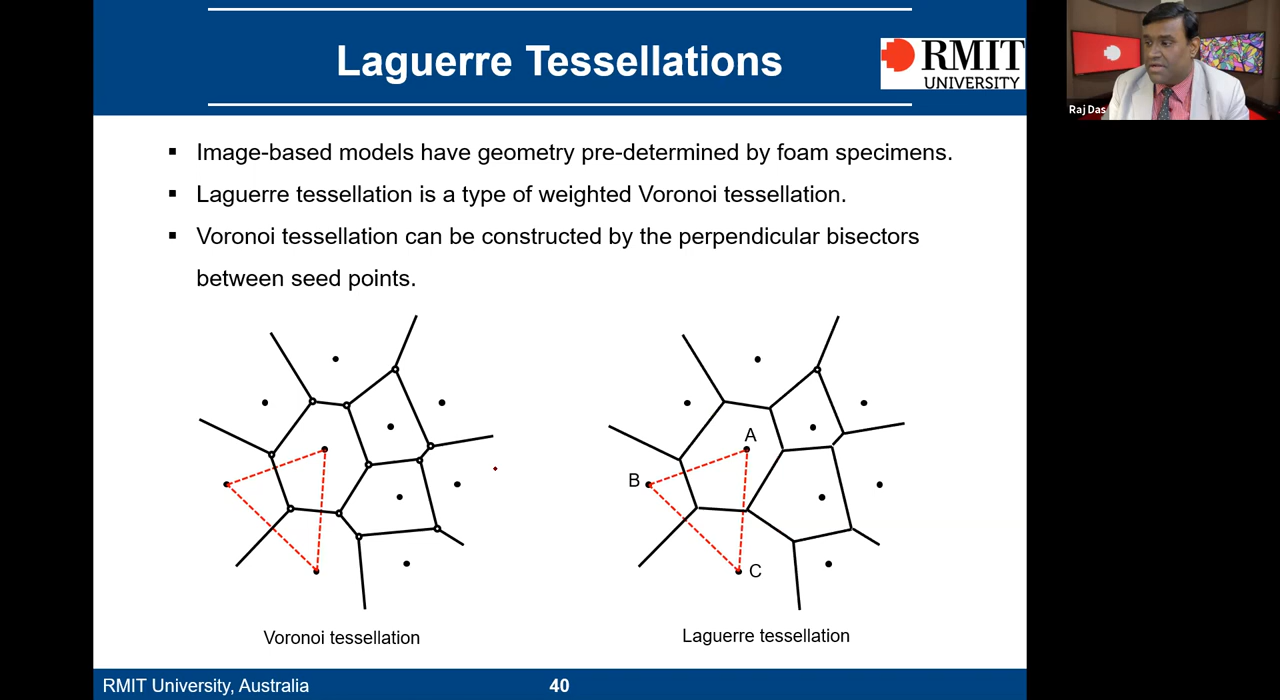 Laguerre Tessellations
RMIT
UNIVERSITY
Raj Das
▪ Image-based models have geometry pre-determined by foam specimens.
▪ Laguerre tessellation is a type of weighted Voronoi tessellation.
▪ Voronoi tessellation can be constructed by the perpendicular bisectors
between seed points.
A
B
C
Voronoi tessellation
Laguerre tessellation
RMIT University, Australia
40